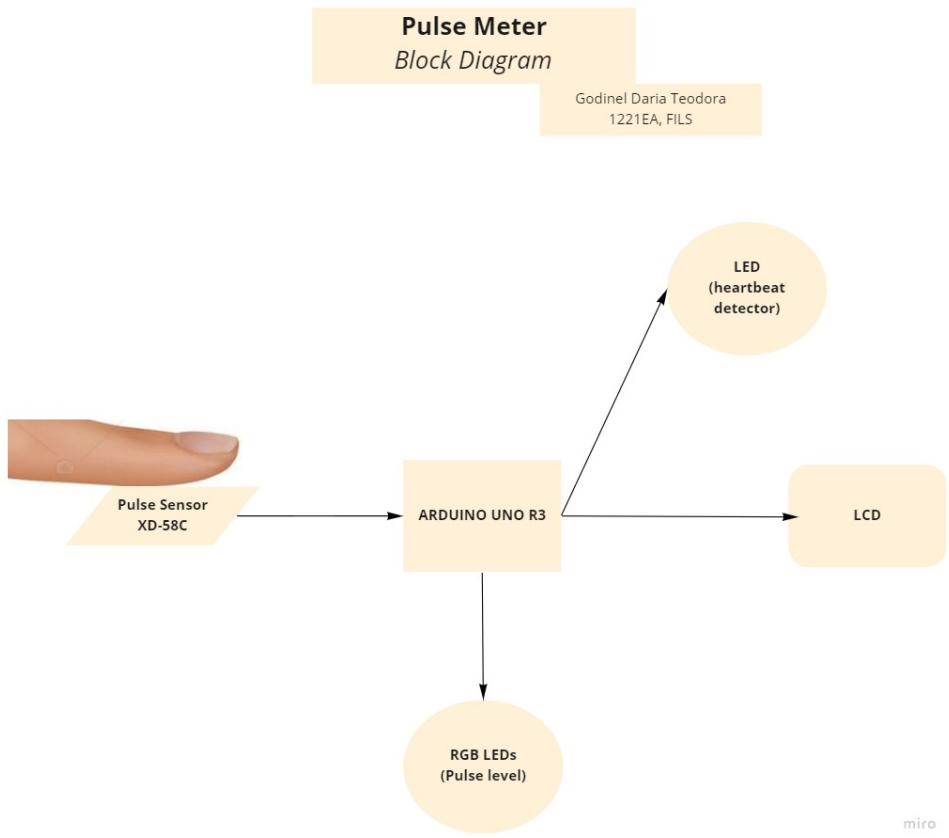 Pulse Meter
Block Diagram
Godinel Daria Teodora
1221EA, FILS
LED
(heartbeat
detector)
Pulse Sensor
XD-58C
ARDUINO UNO R3
LCD
RGB LEDs
(Pulse level)
miro